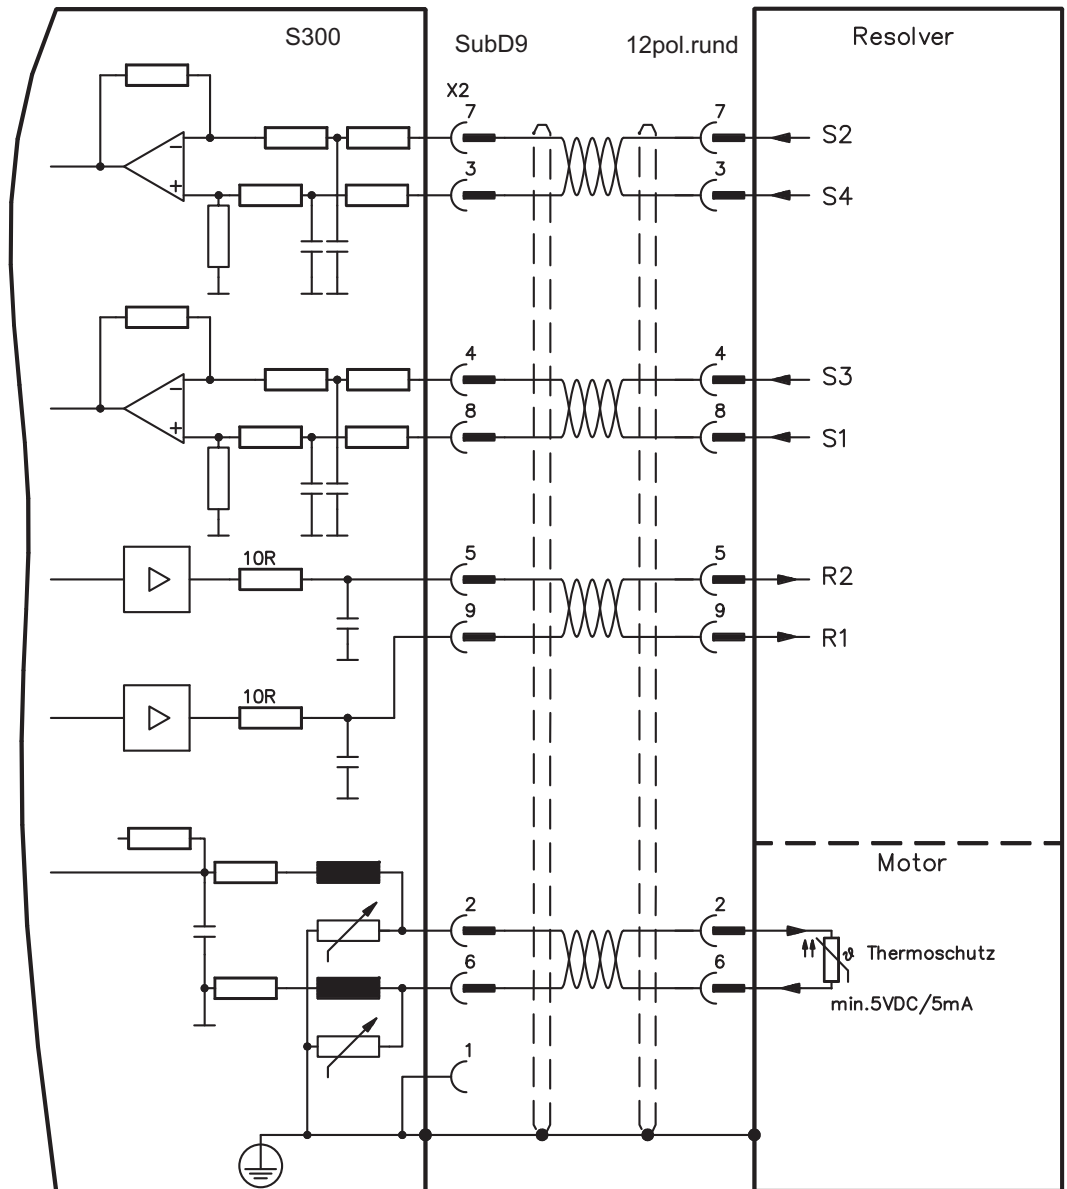 S300 SubD9 12pol.rund Resolver
X2
7 7 S2
3 3 S4
− +
4 4 S3
8 8 S1
− +
10R 5 5 R2
9 9 R1
10R
Motor
2 2
ϑ Thermoschutz
6 6
min.5VDC/5mA
1